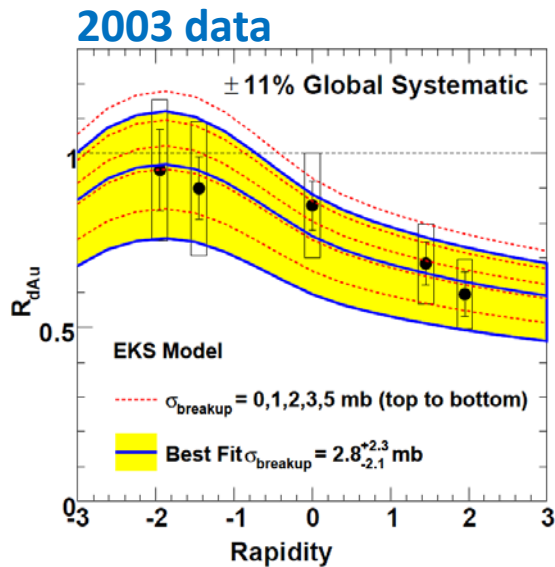 2003 data
± 11% Global Systematic
1
0.5
0
R_dAu
EKS Model
σ_breakup = 0,1,2,3,5 mb (top to bottom)
Best Fit σ_breakup = 2.8^{+2.3}_{-2.1} mb
-3 -2 -1 0 1 2 3
Rapidity